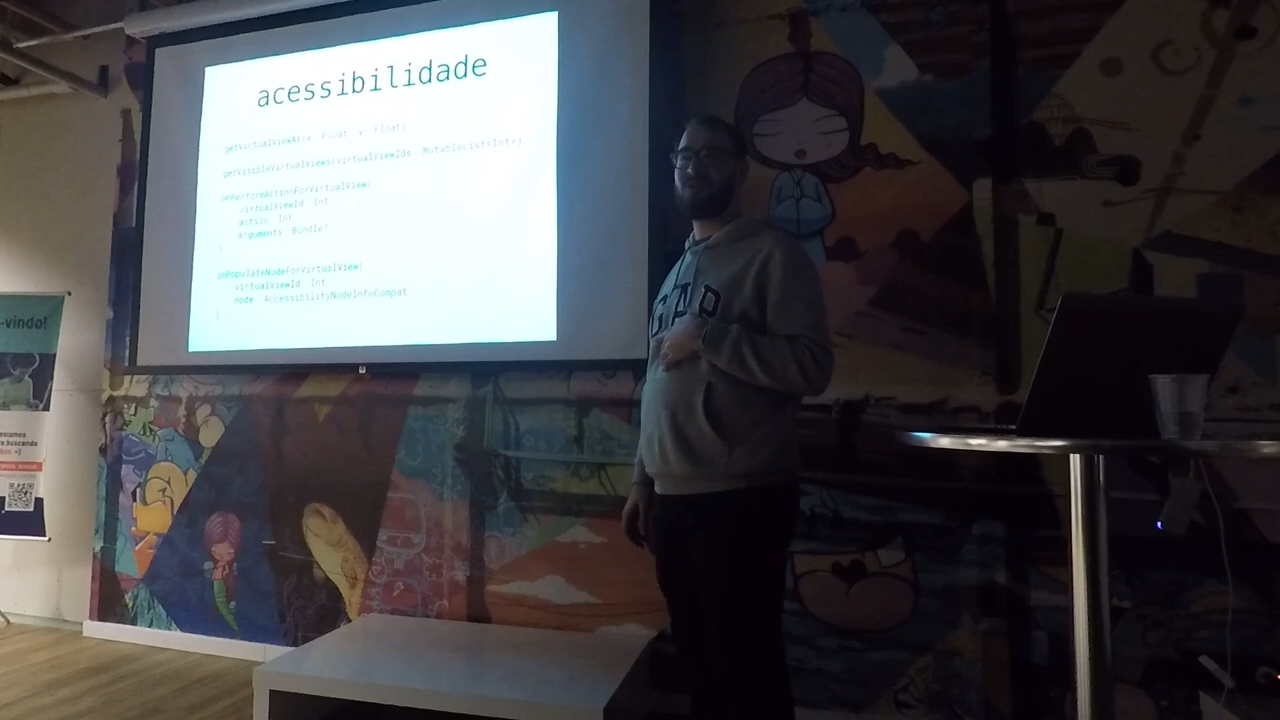 acessibilidade
getVirtualViewAt(x Float y Float)
getVisibleVirtualViews(virtualViewIds MutableList<Int>)
onPerformActionForVirtualView(
virtualViewId Int
action Int
arguments Bundle?
)
onPopulateNodeForVirtualView(
virtualViewId Int
node AccessibilityNodeInfoCompat
)
GAP
-vindo!
buscando